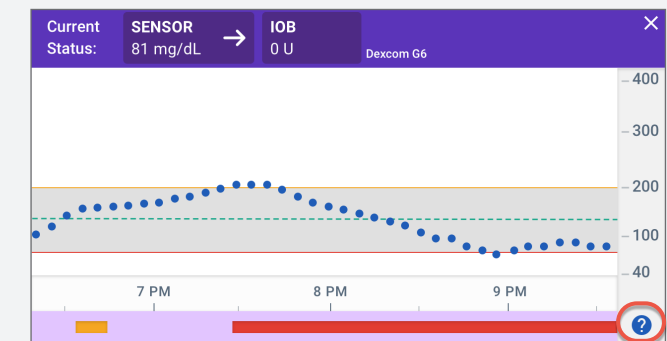 Current
Status:
SENSOR
81 mg/dL
→
IOB
0 U
Dexcom G6
×
400
300
200
100
40
7 PM
8 PM
9 PM
?